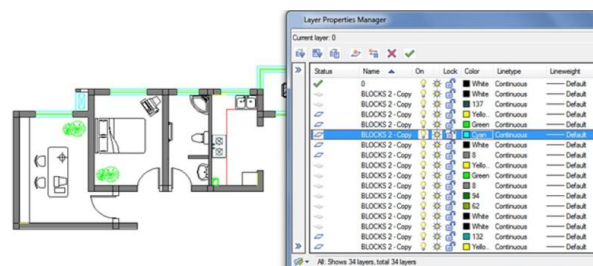 Layer Properties Manager
Current layer: 0
Status Name On Lock Color Linetype Lineweight
0 White Continuous Default
BLOCKS 2 - Copy White Continuous Default
BLOCKS 2 - Copy 137 Continuous Default
BLOCKS 2 - Copy Yello... Continuous Default
BLOCKS 2 - Copy Green Continuous Default
BLOCKS 2 - Copy Cyan Continuous Default
BLOCKS 2 - Copy White Continuous Default
BLOCKS 2 - Copy 8 Continuous Default
BLOCKS 2 - Copy Yello... Continuous Default
BLOCKS 2 - Copy Green Continuous Default
BLOCKS 2 - Copy 8 Continuous Default
BLOCKS 2 - Copy 94 Continuous Default
BLOCKS 2 - Copy 62 Continuous Default
BLOCKS 2 - Copy White Continuous Default
BLOCKS 2 - Copy White Continuous Default
BLOCKS 2 - Copy 132 Continuous Default
BLOCKS 2 - Copy Yello... Continuous Default
All: Shows 34 layers, total 34 layers